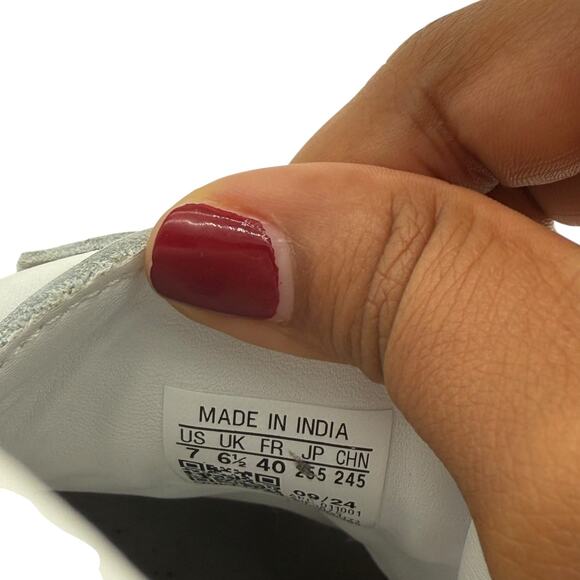 MADE IN INDIA
US UK FR JP CHN
7 6½ 40 255 245
09/24